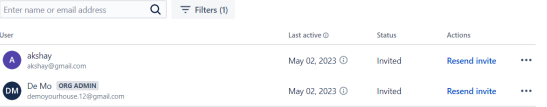 Enter name or email address Filters (1)
User Last active Status Actions
A akshay May 02, 2023 Invited Resend invite
akshay@gmail.com
DM De Mo ORG ADMIN May 02, 2023 Invited Resend invite
demoyourhouse.12@gmail.com